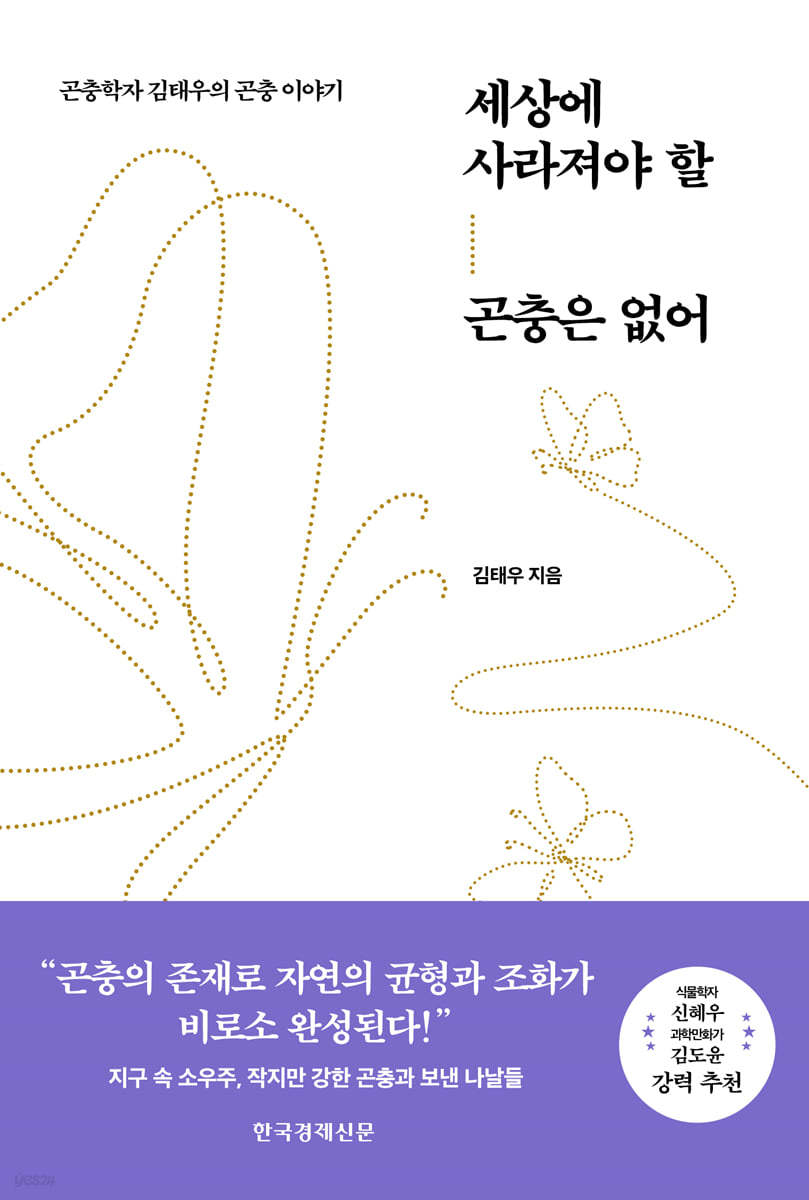 곤충학자 김태우의 곤충 이야기
세상에
사라져야 할
곤충은 없어
김태우 지음
“곤충의 존재로 자연의 균형과 조화가
비로소 완성된다!”
지구 속 소우주, 작지만 강한 곤충과 보낸 나날들
한국경제신문
식물학자
신혜우
과학만화가
김도윤
강력 추천
yes24